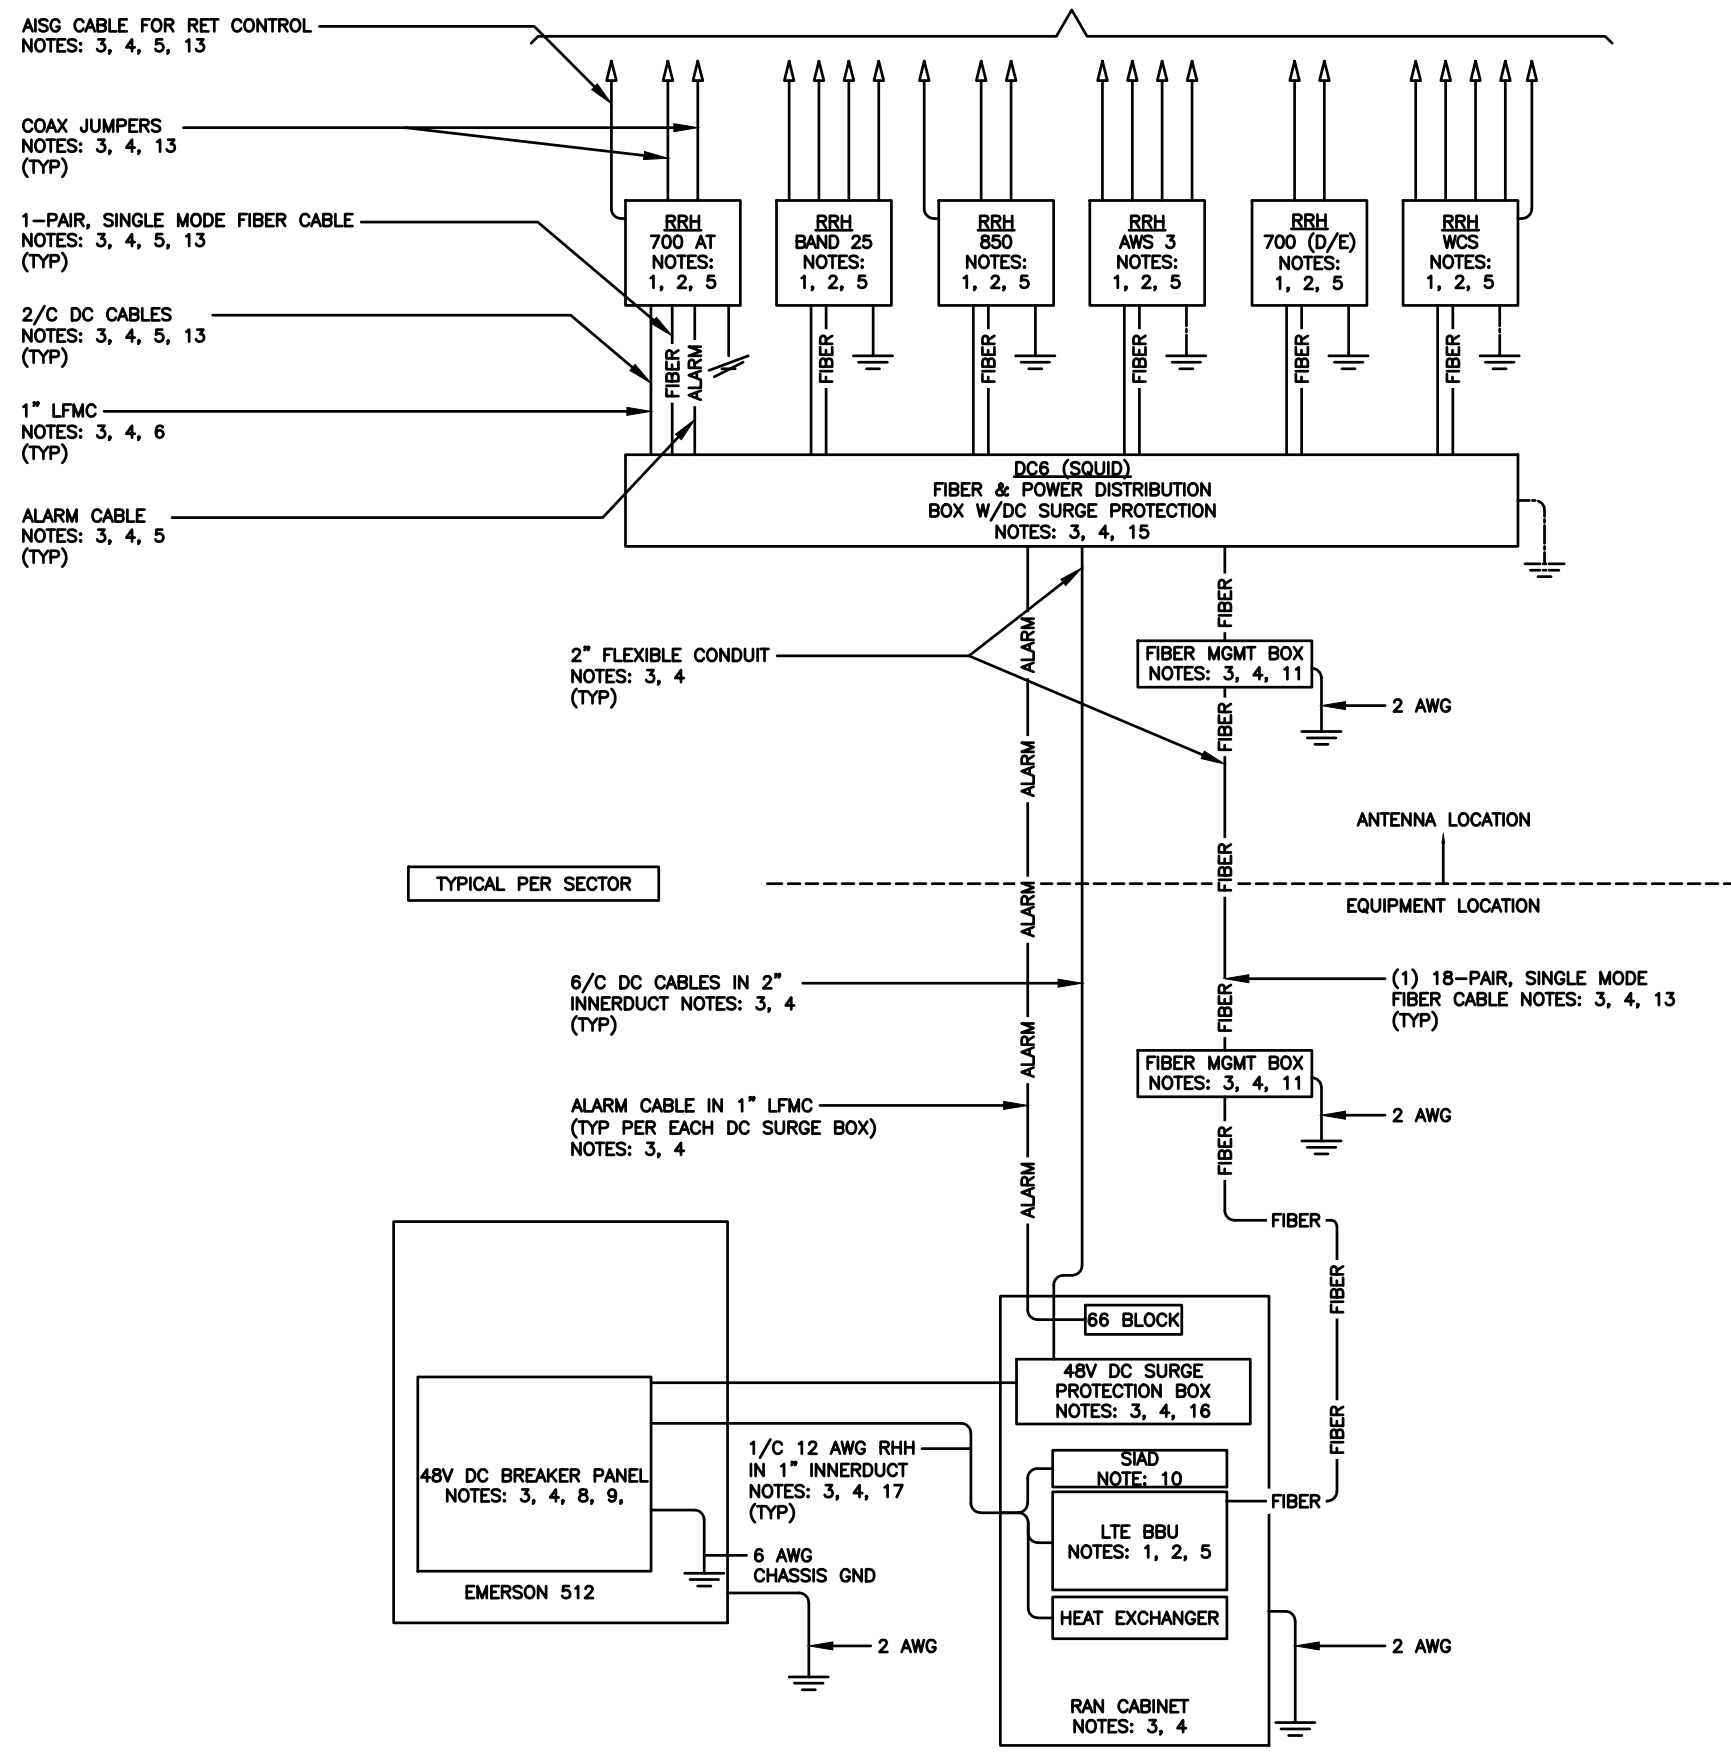 AISG CABLE FOR RET CONTROL
NOTES: 3, 4, 5, 13
COAX JUMPERS
NOTES: 3, 4, 13
(TYP)
1-PAIR, SINGLE MODE FIBER CABLE
NOTES: 3, 4, 5, 13
(TYP)
2/C DC CABLES
NOTES: 3, 4, 5, 13
(TYP)
1" LFMC
NOTES: 3, 4, 6
(TYP)
ALARM CABLE
NOTES: 3, 4, 5
(TYP)
RRH
700 AT
NOTES:
1, 2, 5
RRH
BAND 25
NOTES:
1, 2, 5
RRH
850
NOTES:
1, 2, 5
RRH
AWS 3
NOTES:
1, 2, 5
RRH
700 (D/E)
NOTES:
1, 2, 5
RRH
WCS
NOTES:
1, 2, 5
FIBER
ALARM
FIBER
FIBER
FIBER
FIBER
FIBER
DC6 (SQUID)
FIBER & POWER DISTRIBUTION
BOX W/DC SURGE PROTECTION
NOTES: 3, 4, 15
FIBER
ALARM
2" FLEXIBLE CONDUIT
NOTES: 3, 4
(TYP)
FIBER MGMT BOX
NOTES: 3, 4, 11
2 AWG
FIBER
ALARM
ANTENNA LOCATION
FIBER
TYPICAL PER SECTOR
ALARM
EQUIPMENT LOCATION
6/C DC CABLES IN 2"
INNERDUCT NOTES: 3, 4
(TYP)
(1) 18-PAIR, SINGLE MODE
FIBER CABLE NOTES: 3, 4, 13
(TYP)
FIBER
ALARM
FIBER MGMT BOX
NOTES: 3, 4, 11
2 AWG
ALARM CABLE IN 1" LFMC
(TYP PER EACH DC SURGE BOX)
NOTES: 3, 4
FIBER
ALARM
FIBER
FIBER
66 BLOCK
48V DC SURGE
PROTECTION BOX
NOTES: 3, 4, 16
FIBER
1/C 12 AWG RHH
IN 1" INNERDUCT
NOTES: 3, 4, 17
(TYP)
SIAD
NOTE: 10
48V DC BREAKER PANEL
NOTES: 3, 4, 8, 9,
FIBER
LTE BBU
NOTES: 1, 2, 5
6 AWG
CHASSIS GND
EMERSON 512
HEAT EXCHANGER
2 AWG
2 AWG
RAN CABINET
NOTES: 3, 4